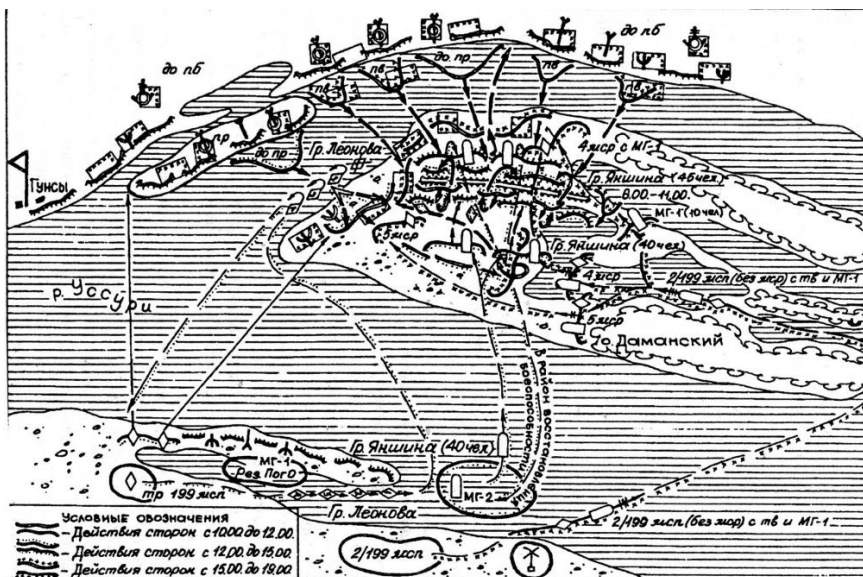 до пб
до пб
до пб
пв
пв
до пр
пв
пр
до пр
Гр. Леонова
4 мср с МГ-1
Гр. Яншина (45 чел)
8.00.-11.00.
МГ-1 (10 чел)
Гунсы
5 мср
Гр. Яншина (40 чел)
4 мср
2/199 мсп (без мср) с тв и МГ-1
5 мср
о. Даманский
р. Уссури
В район восстановления
боеспособности
Гр. Яншина (40 чел)
МГ-1
Рез. ПогО
тр 199 мсп
МГ-2
Гр. Леонова
2/199 мсп (без мср) с тв и МГ-1
2/199 мсп
Условные обозначения
- Действия сторон с 10.00 до 12.00.
- Действия сторон с 12.00. до 15.00.
- Действия сторон с 15.00. до 19.00